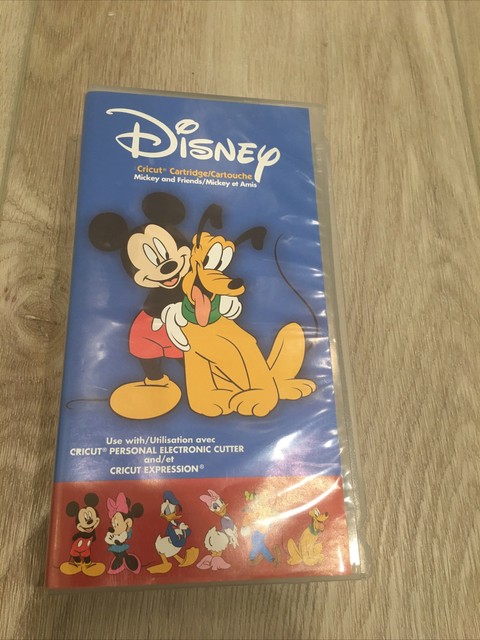 Disney
Cricut® Cartridge/Cartouche
Mickey and Friends/Mickey et Amis
Use with/Utilisation avec
CRICUT® PERSONAL ELECTRONIC CUTTER
and/et
CRICUT EXPRESSION®